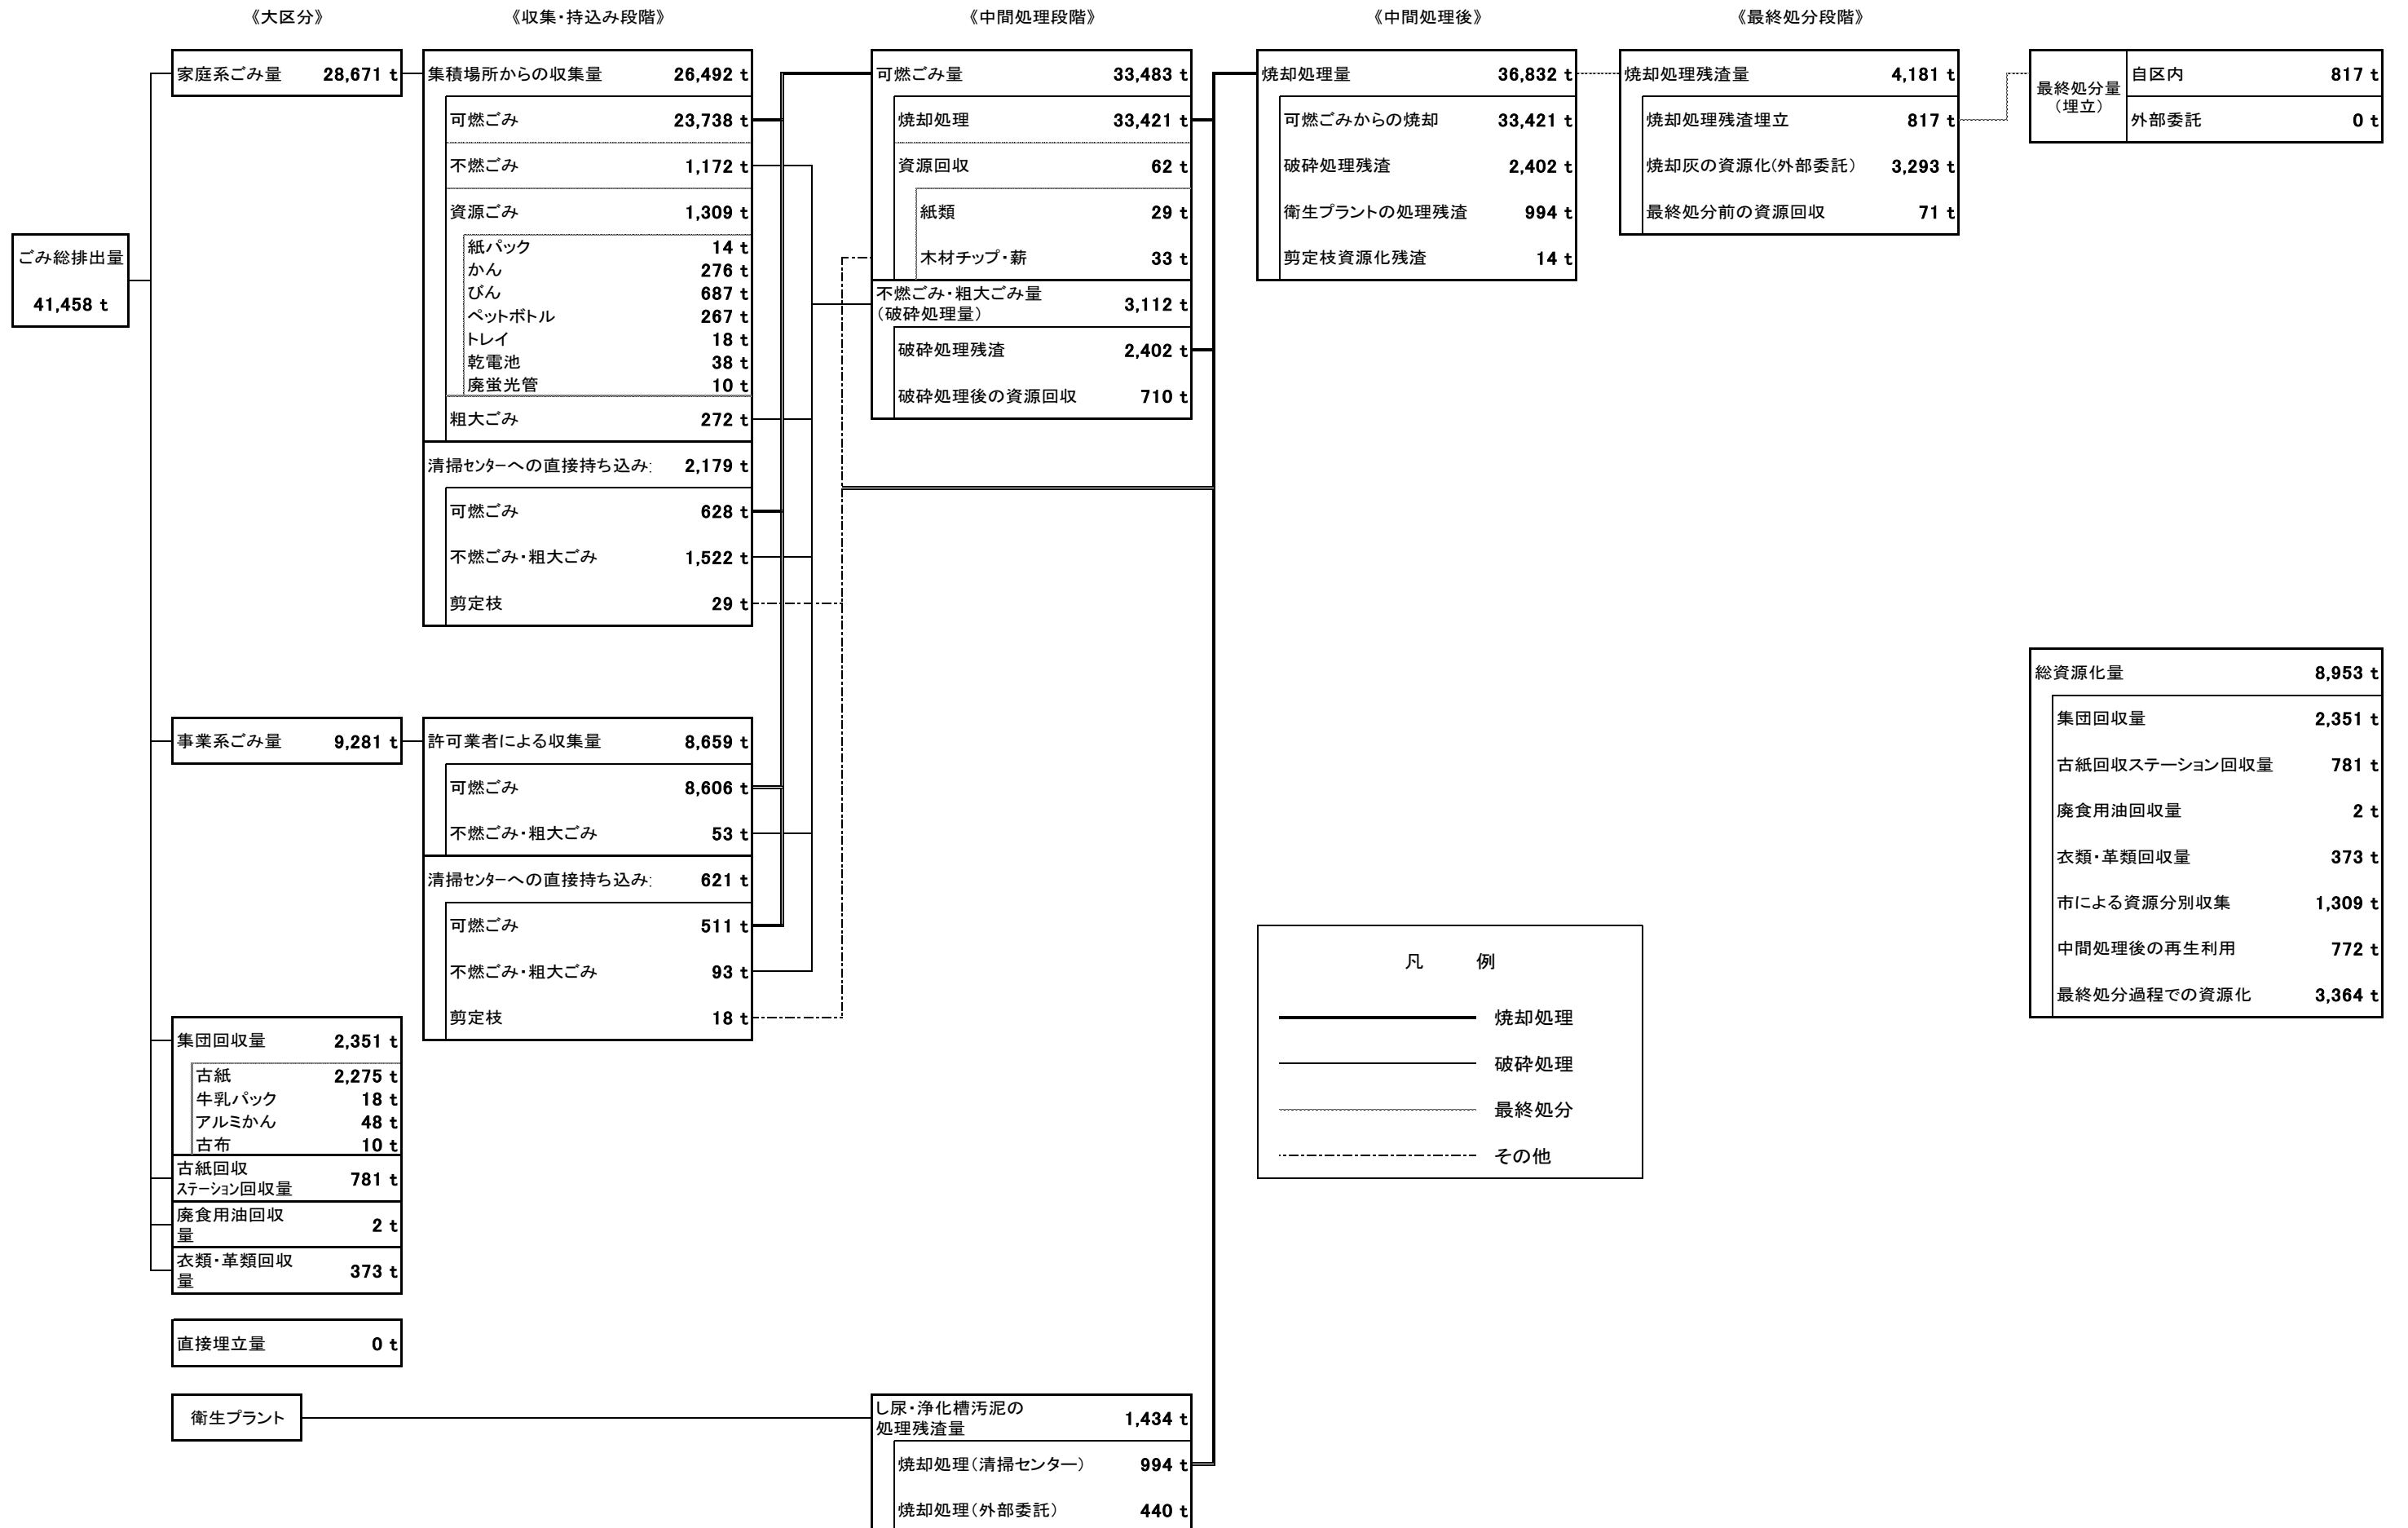 《大区分》
《収集・持込み段階》
《中間処理段階》
《中間処理後》
《最終処分段階》
ごみ総排出量
41,458 t
家庭系ごみ量 28,671 t
事業系ごみ量 9,281 t
集団回収量 2,351 t
古紙 2,275 t
牛乳パック 18 t
アルミかん 48 t
古布 10 t
古紙回収
ｽﾃｰｼｮﾝ回収量 781 t
廃食用油回収
量 2 t
衣類・革類回収
量 373 t
直接埋立量 0 t
衛生プラント
集積場所からの収集量 26,492 t
可燃ごみ 23,738 t
不燃ごみ 1,172 t
資源ごみ 1,309 t
紙パック 14 t
かん 276 t
びん 687 t
ペットボトル 267 t
トレイ 18 t
乾電池 38 t
廃蛍光管 10 t
粗大ごみ 272 t
清掃ｾﾝﾀｰへの直接持ち込み: 2,179 t
可燃ごみ 628 t
不燃ごみ・粗大ごみ 1,522 t
剪定枝 29 t
許可業者による収集量 8,659 t
可燃ごみ 8,606 t
不燃ごみ・粗大ごみ 53 t
清掃ｾﾝﾀｰへの直接持ち込み: 621 t
可燃ごみ 511 t
不燃ごみ・粗大ごみ 93 t
剪定枝 18 t
可燃ごみ量 33,483 t
焼却処理 33,421 t
資源回収 62 t
紙類 29 t
木材チップ・薪 33 t
不燃ごみ・粗大ごみ量
（破砕処理量） 3,112 t
破砕処理残渣 2,402 t
破砕処理後の資源回収 710 t
し尿・浄化槽汚泥の
処理残渣量 1,434 t
焼却処理（清掃センター） 994 t
焼却処理（外部委託） 440 t
焼却処理量 36,832 t
可燃ごみからの焼却 33,421 t
破砕処理残渣 2,402 t
衛生プラントの処理残渣 994 t
剪定枝資源化残渣 14 t
焼却処理残渣量 4,181 t
焼却処理残渣埋立 817 t
焼却灰の資源化（外部委託） 3,293 t
最終処分前の資源回収 71 t
最終処分量
（埋立）
自区内 817 t
外部委託 0 t
総資源化量 8,953 t
集団回収量 2,351 t
古紙回収ステーション回収量 781 t
廃食用油回収量 2 t
衣類・革類回収量 373 t
市による資源分別収集 1,309 t
中間処理後の再生利用 772 t
最終処分過程での資源化 3,364 t
凡 例
焼却処理
破砕処理
最終処分
その他